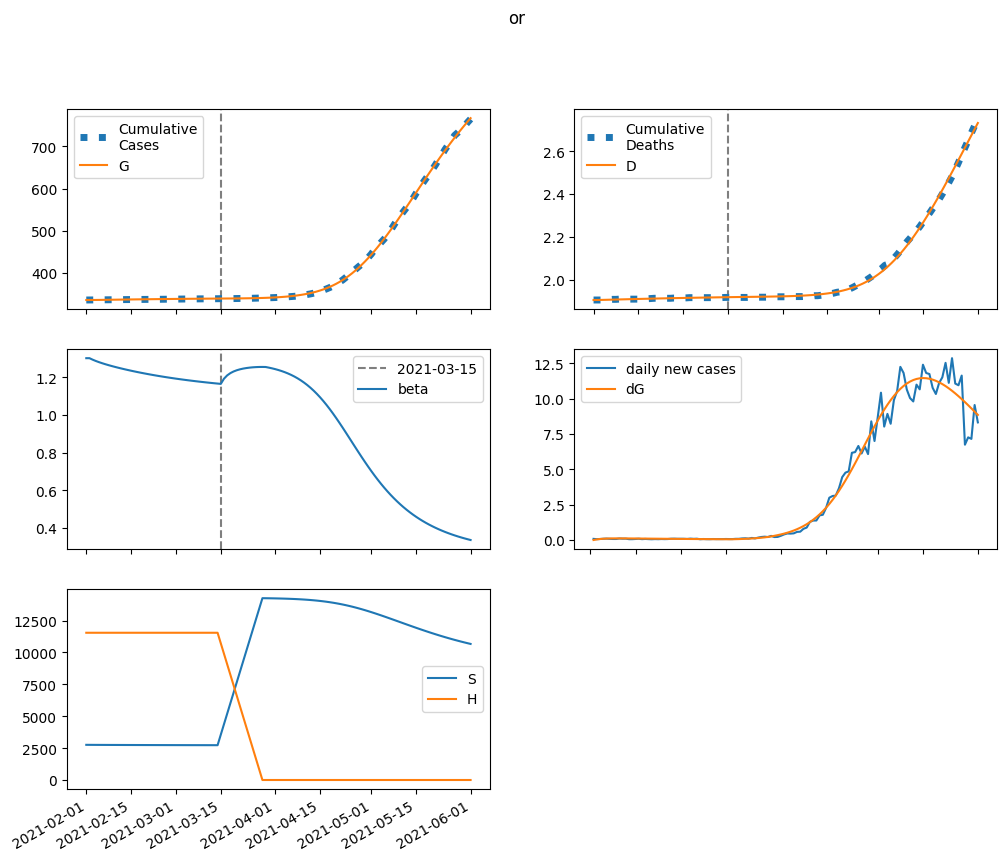 or
Cumulative
Cases
G
700
600
500
400
Cumulative
Deaths
D
2.6
2.4
2.2
2.0
2021-03-15
beta
1.2
1.0
0.8
0.6
0.4
daily new cases
dG
12.5
10.0
7.5
5.0
2.5
0.0
S
H
12500
10000
7500
5000
2500
0
2021-02-01
2021-02-15
2021-03-01
2021-03-15
2021-04-01
2021-04-15
2021-05-01
2021-05-15
2021-06-01